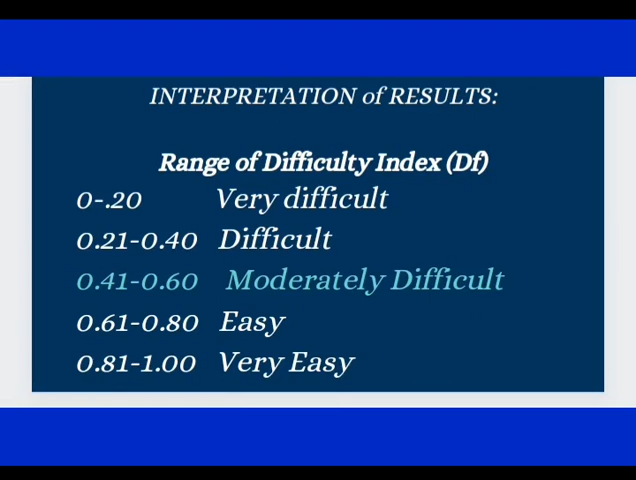 INTERPRETATION of RESULTS:
Range of Difficulty Index (Df)
0-.20 Very difficult
0.21-0.40 Difficult
0.41-0.60 Moderately Difficult
0.61-0.80 Easy
0.81-1.00 Very Easy